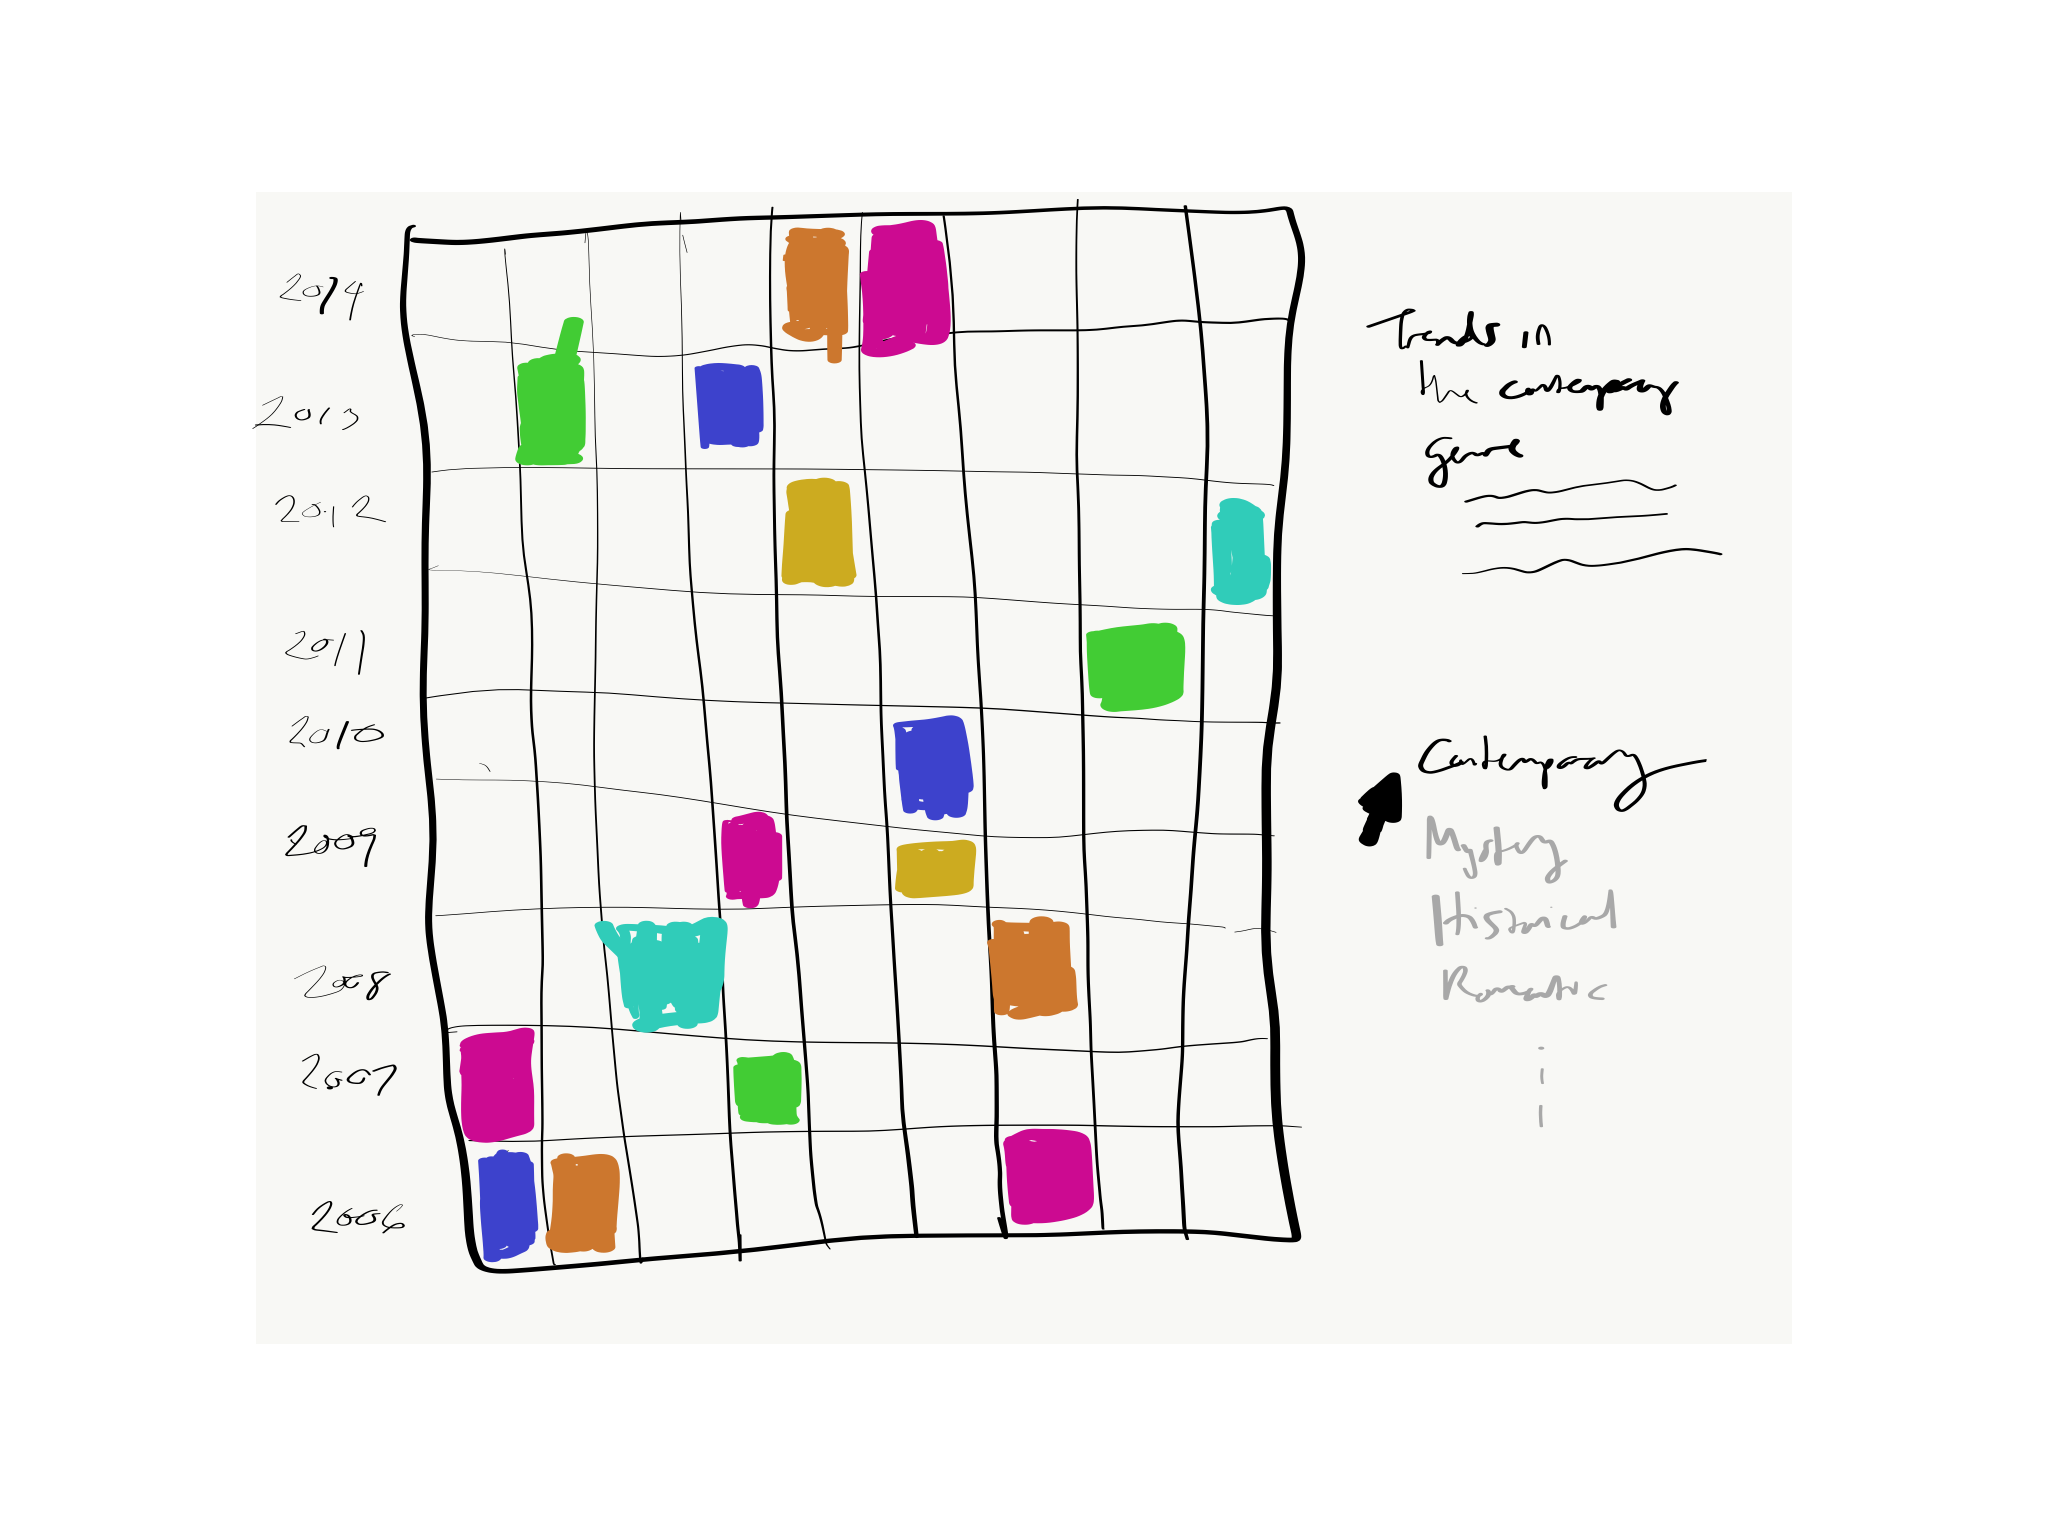 2014
2013
2012
2011
2010
2009
2008
2007
2006
Trends in
the contemporary
genre
Contemporary
Mystery
Historical
Romantic